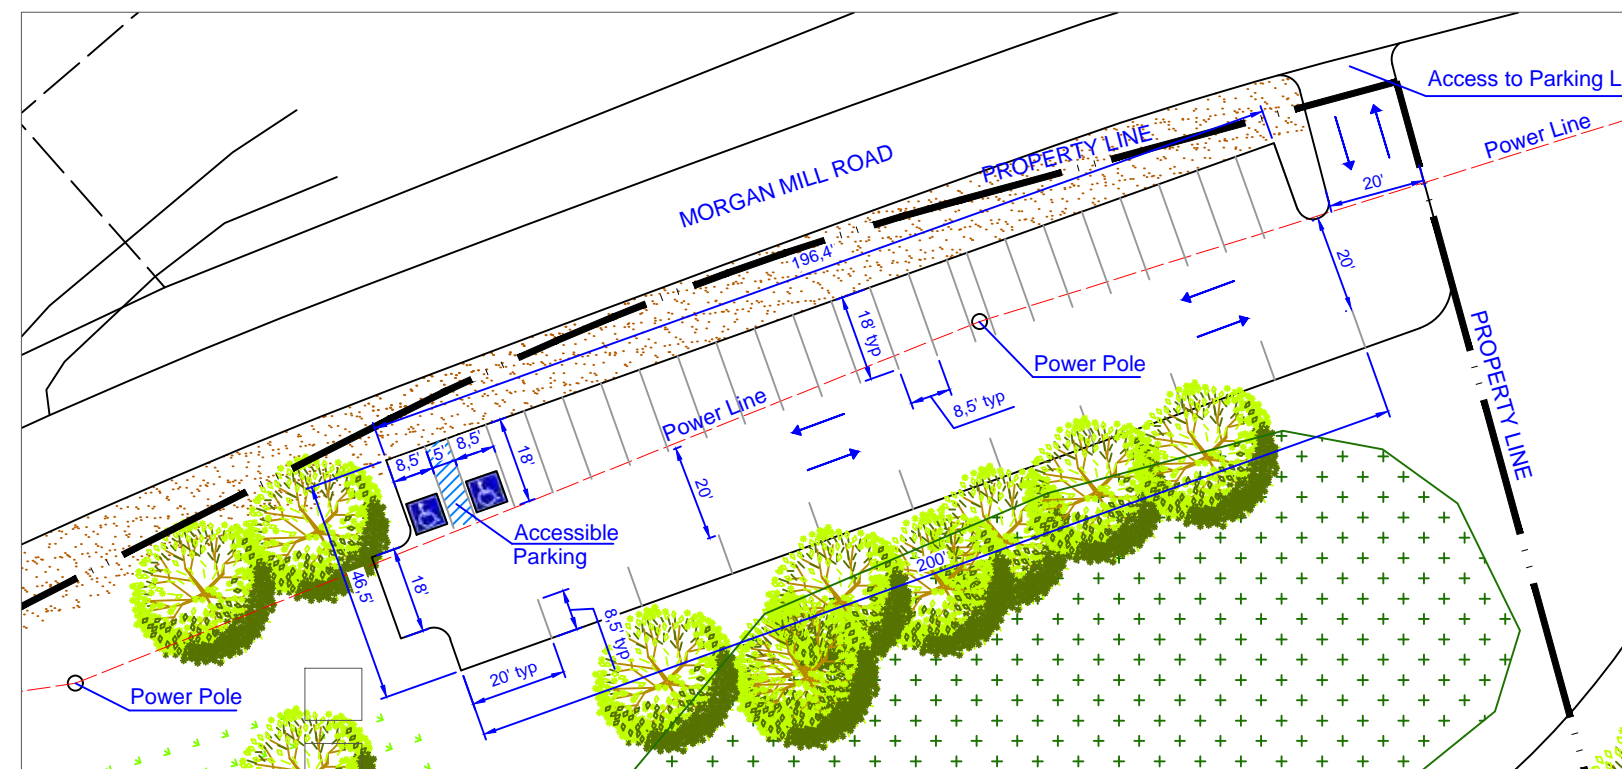 Access to Parking L
Power Line
PROPERTY LINE
MORGAN MILL ROAD
20'
196,4'
20'
18' typ
PROPERTY LINE
Power Pole
8,5' typ
Power Line
8,5'
5'
8,5'
18'
20'
Accessible
Parking
46,5'
18'
200'
8,5' typ
20' typ
Power Pole